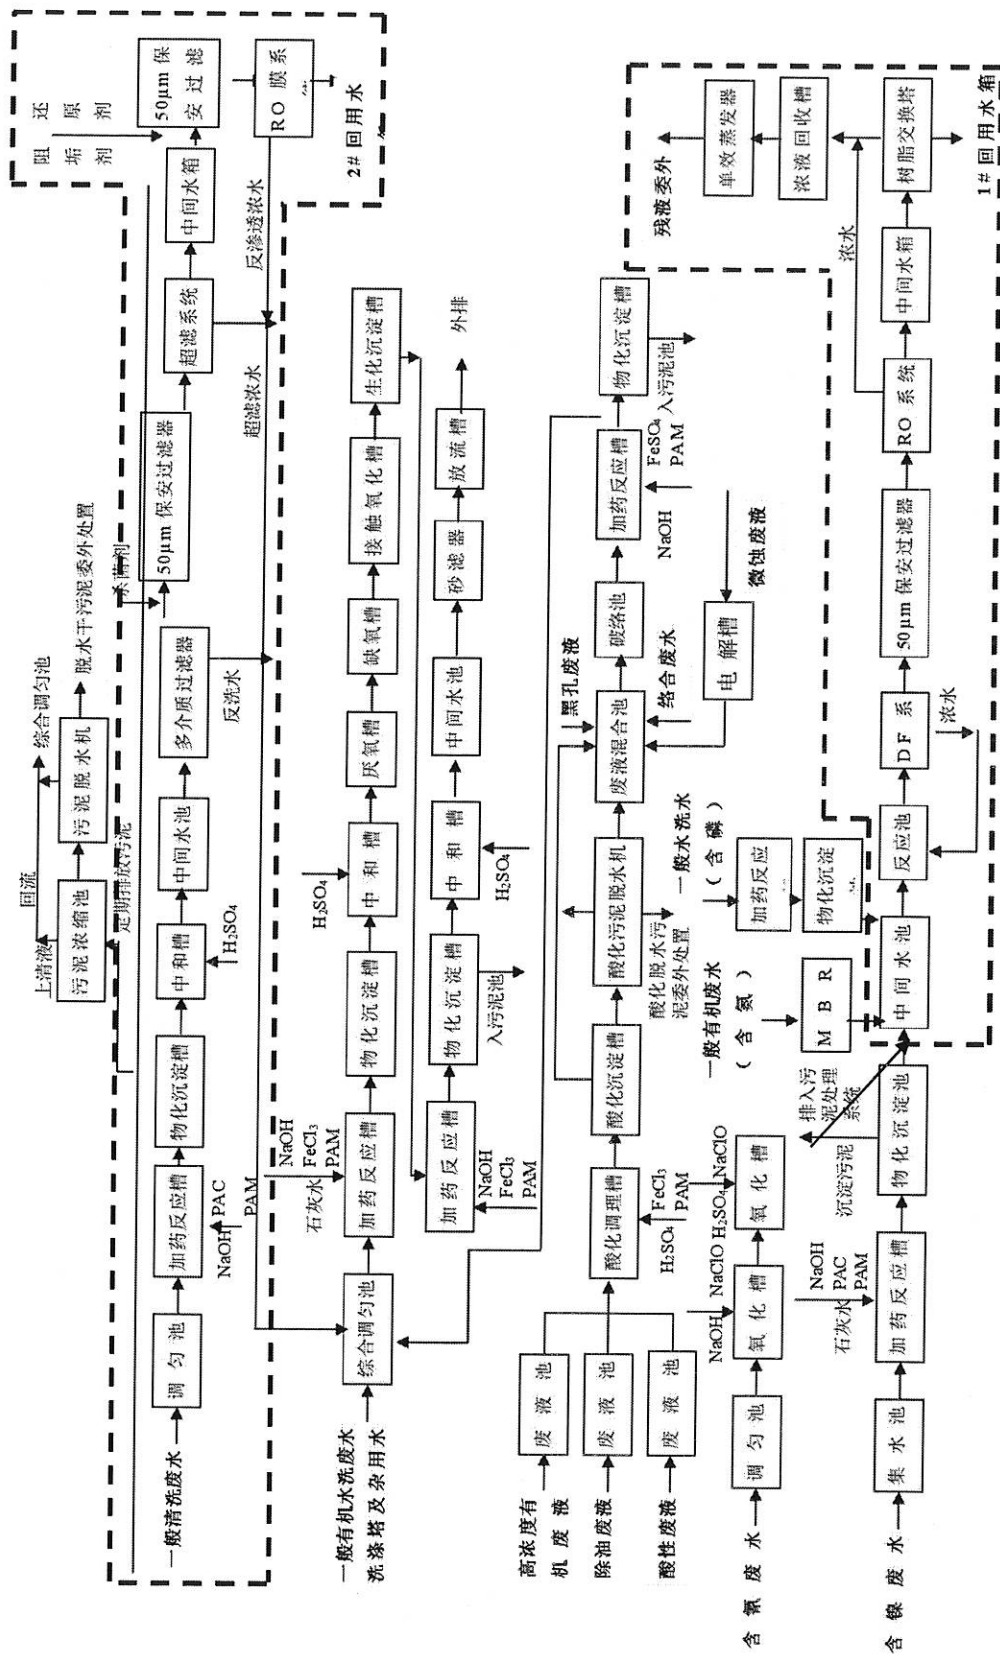 上清液
回流
综合调匀池
污泥浓缩池
污泥脱水机
脱水干污泥委外处置
定期排放污泥
杀菌剂
还原剂
阻垢剂
一般清洗废水
调匀池
加药反应槽
物化沉淀槽
中和槽
中间水池
多介质过滤器
50μm保安过滤器
超滤系统
中间水箱
50μm保安过滤
NaOH PAC
PAM
H₂SO₄
反洗水
超滤浓水
反渗透浓水
RO膜系
2#回用水
NaOH
石灰水 FeCl₃
PAM
H₂SO₄
一般有机水洗废水
洗涤塔及杂用水
综合调匀池
加药反应槽
物化沉淀槽
中和槽
厌氧槽
缺氧槽
接触氧化槽
生化沉淀槽
加药反应槽
物化沉淀槽
中和槽
中间水池
砂滤器
放流槽
外排
NaOH
FeCl₃
PAM
入污泥池
H₂SO₄
高浓度有
机废液
除油废液
酸性废液
废液池
废液池
废液池
酸化调理槽
酸化沉淀槽
酸化污泥脱水机
废液混合池
破络池
加药反应槽
物化沉淀槽
H₂SO₄ FeCl₃
PAM
酸化脱水污
泥委外处置
黑孔废液
络合废水
电解槽
微蚀废液
NaOH FeSO₄
PAM
入污泥池
含氰废水
调匀池
氧化槽
氧化槽
NaOH NaClO
H₂SO₄ NaClO
一般有机废水
（含氨）
MBR
一般水洗水
（含磷）
加药反应
物化沉淀
含镍废水
集水池
加药反应槽
物化沉淀池
中间水池
反应池
DF系
50μm保安过滤器
RO系统
中间水箱
树脂交换塔
NaOH
石灰水 PAC
PAM
沉淀污泥
排入污
泥处理
系统
浓水
浓水
浓液回收槽
单效蒸发器
残液委外
1#回用水箱